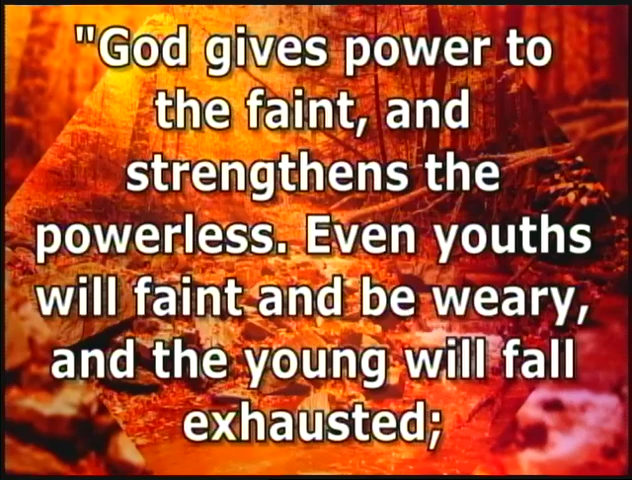 "God gives power to
the faint, and
strengthens the
powerless. Even youths
will faint and be weary,
and the young will fall
exhausted;